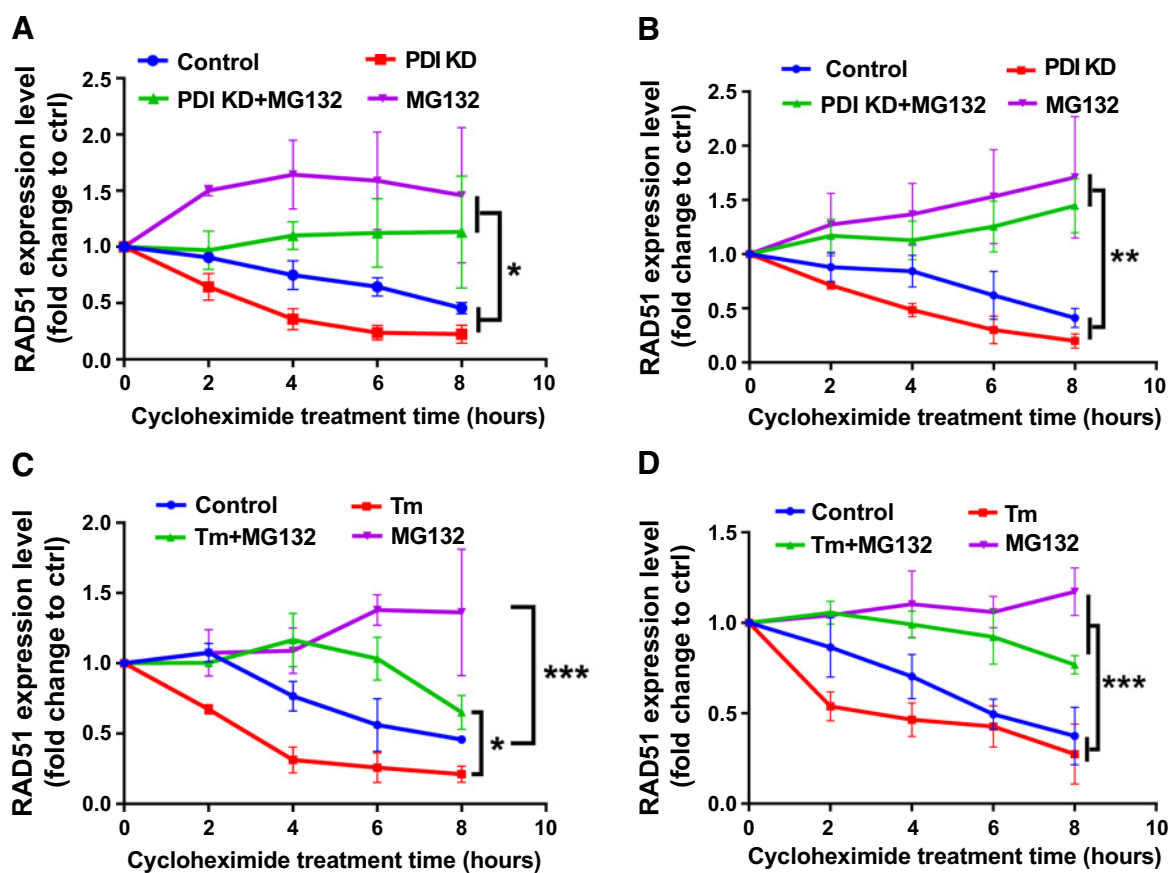 A
Control
PDI KD
PDI KD+MG132
MG132
RAD51 expression level
(fold change to ctrl)
2.5
2.0
1.5
1.0
0.5
0.0
*
0 2 4 6 8 10
Cycloheximide treatment time (hours)
B
Control
PDI KD
PDI KD+MG132
MG132
RAD51 expression level
(fold change to ctrl)
2.5
2.0
1.5
1.0
0.5
0.0
**
0 2 4 6 8 10
Cycloheximide treatment time (hours)
C
Control
Tm
Tm+MG132
MG132
RAD51 expression level
(fold change to ctrl)
2.0
1.5
1.0
0.5
0.0
***
*
0 2 4 6 8 10
Cycloheximide treatment time (hours)
D
Control
Tm
Tm+MG132
MG132
RAD51 expression level
(fold change to ctrl)
1.5
1.0
0.5
0.0
***
0 2 4 6 8 10
Cycloheximide treatment time (hours)